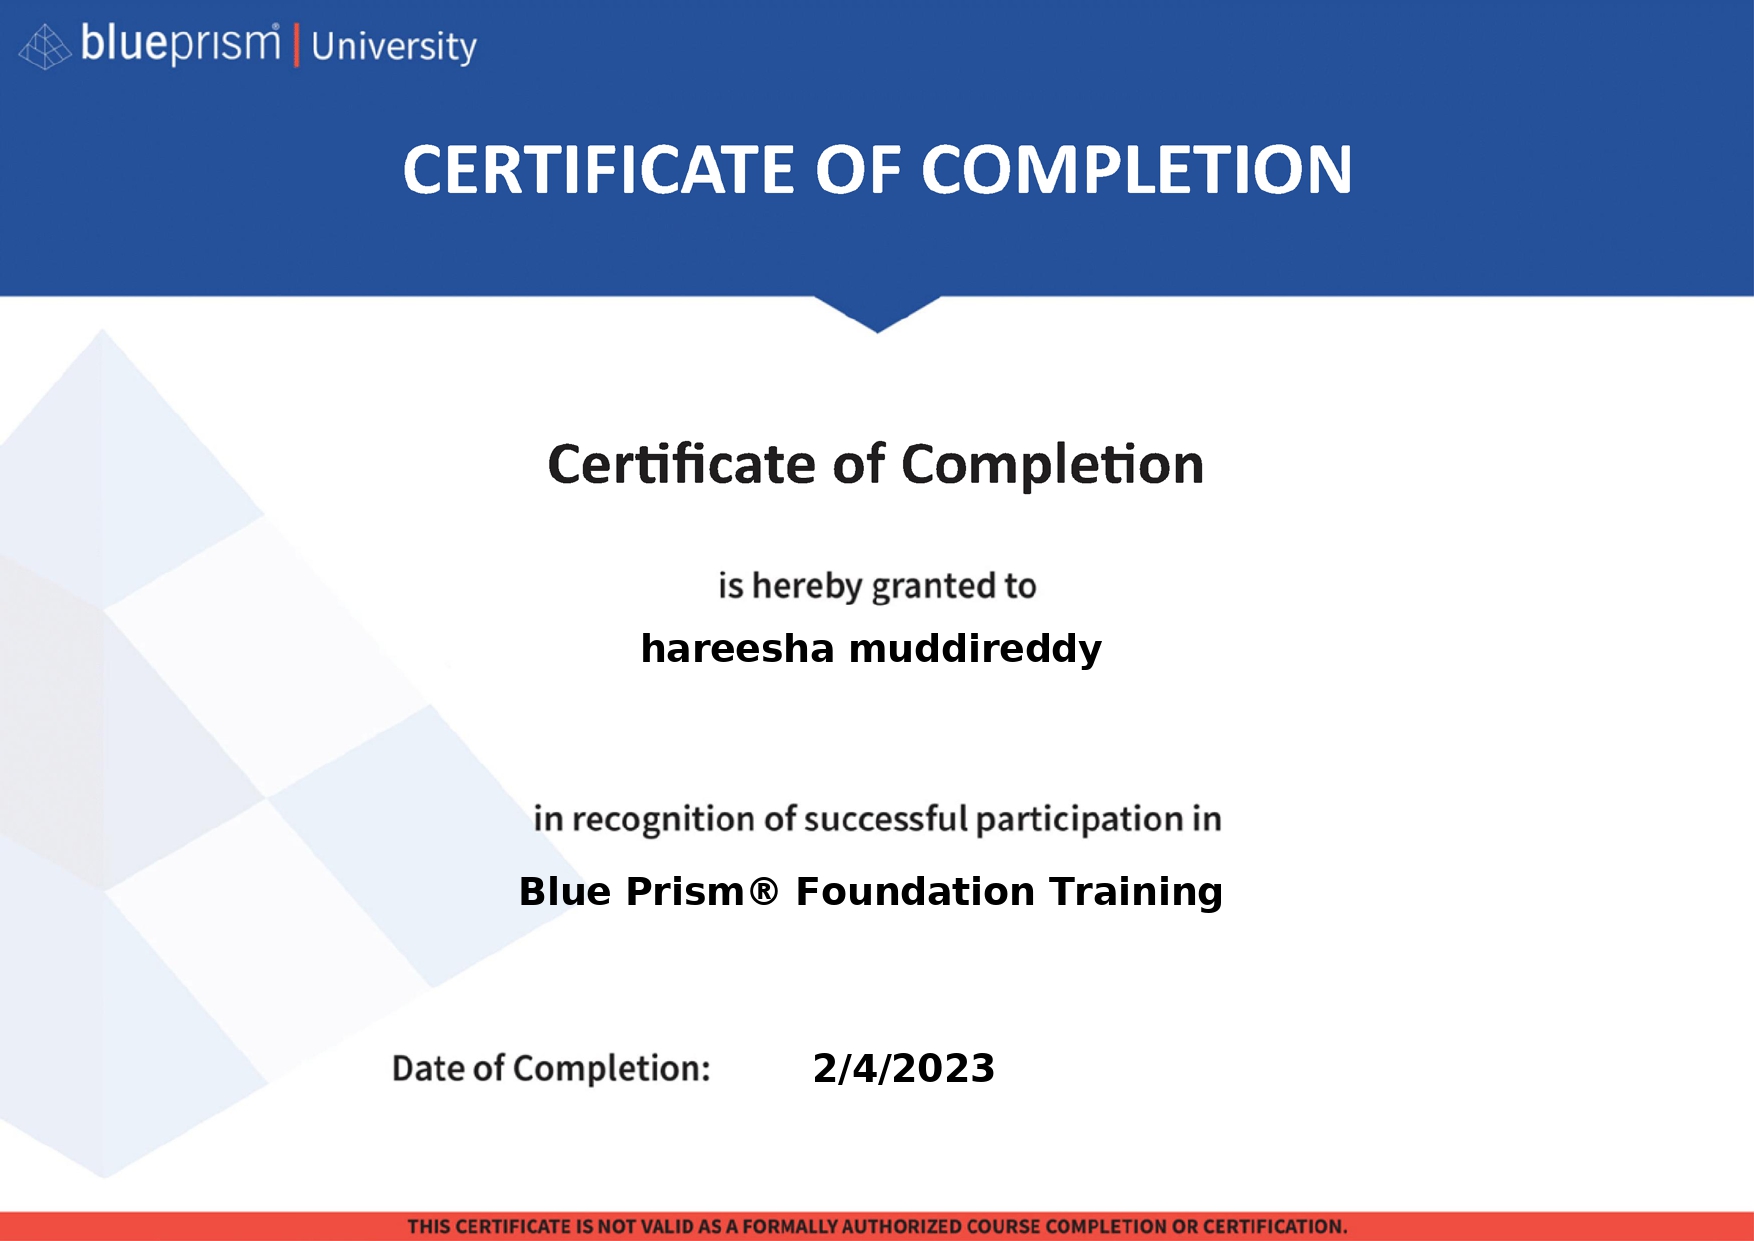 blueprism® | University
CERTIFICATE OF COMPLETION
Certificate of Completion
is hereby granted to
hareesha muddireddy
in recognition of successful participation in
Blue Prism® Foundation Training
Date of Completion: 2/4/2023
THIS CERTIFICATE IS NOT VALID AS A FORMALLY AUTHORIZED COURSE COMPLETION OR CERTIFICATION.